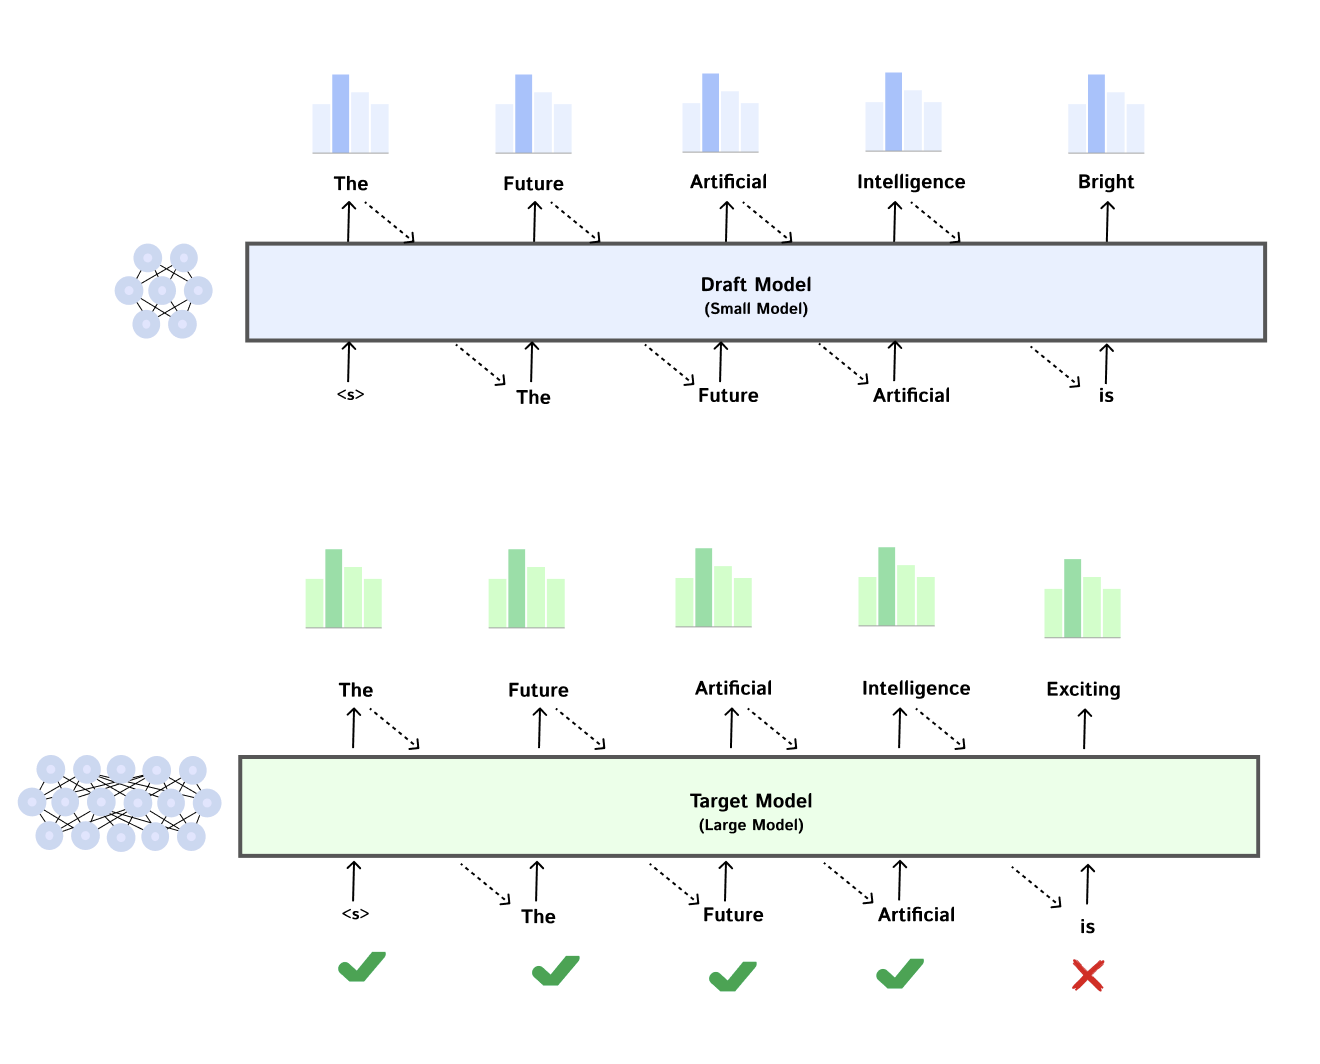 The Future Artificial Intelligence Bright
Draft Model
(Small Model)
<s> The Future Artificial is
The Future Artificial Intelligence Exciting
Target Model
(Large Model)
<s> The Future Artificial is